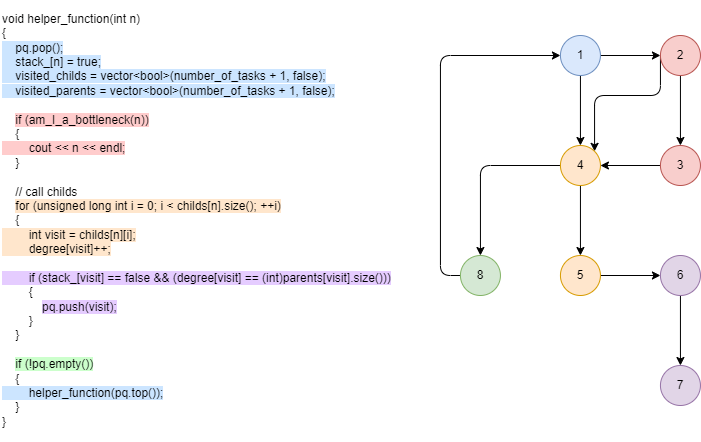 void helper_function(int n)
{
pq.pop();
stack_[n] = true;
visited_childs = vector<bool>(number_of_tasks + 1, false);
visited_parents = vector<bool>(number_of_tasks + 1, false);
if (am_I_a_bottleneck(n))
{
cout << n << endl;
}
// call childs
for (unsigned long int i = 0; i < childs[n].size(); ++i)
{
int visit = childs[n][i];
degree[visit]++;
if (stack_[visit] == false && (degree[visit] == (int)parents[visit].size()))
{
pq.push(visit);
}
}
if (!pq.empty())
{
helper_function(pq.top());
}
}
1
2
4
3
8
5
6
7